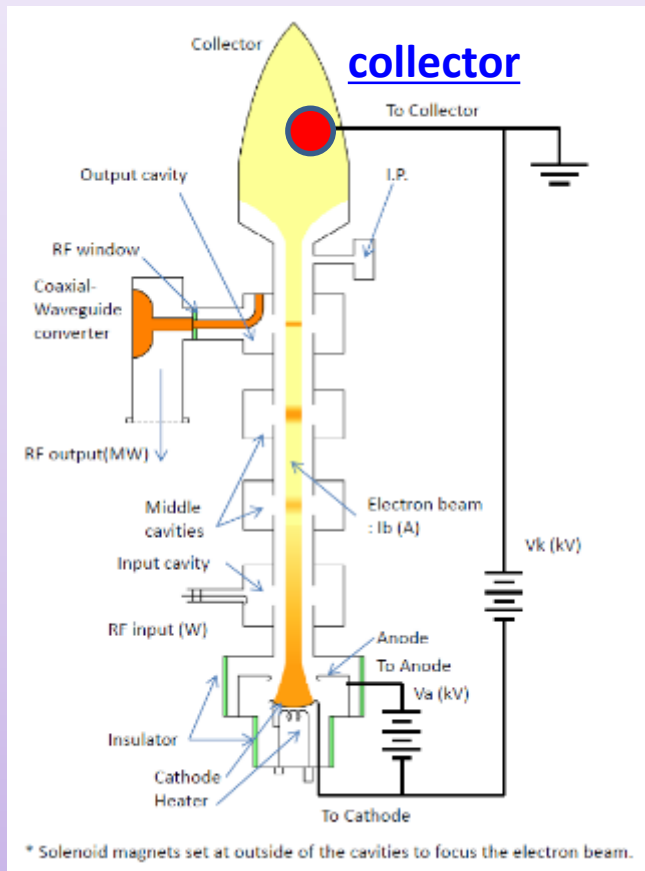 Collector
collector
To Collector
Output cavity
I.P.
RF window
Coaxial-
Waveguide
converter
RF output(MW)
Middle
cavities
Electron beam
: Ib (A)
Vk (kV)
Input cavity
RF input (W)
Anode
To Anode
Va (kV)
Insulator
Cathode
Heater
To Cathode
* Solenoid magnets set at outside of the cavities to focus the electron beam.